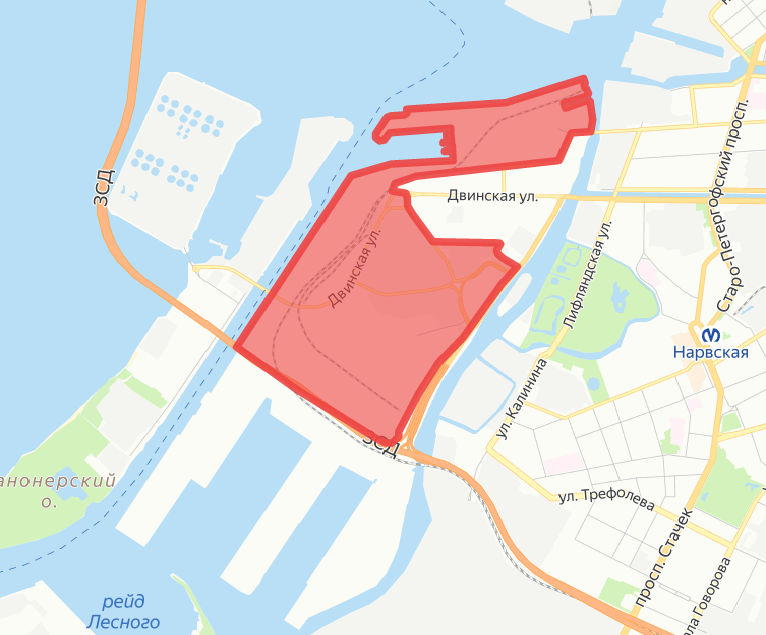 ЗСД
Старо-Петергофский просп.
Двинская ул.
Двинская ул.
Лифляндская ул.
Нарвская
ул. Калинина
ЗСД
о.
ул. Трефолева
просп. Стачек
Говорова
рейд
Лесного